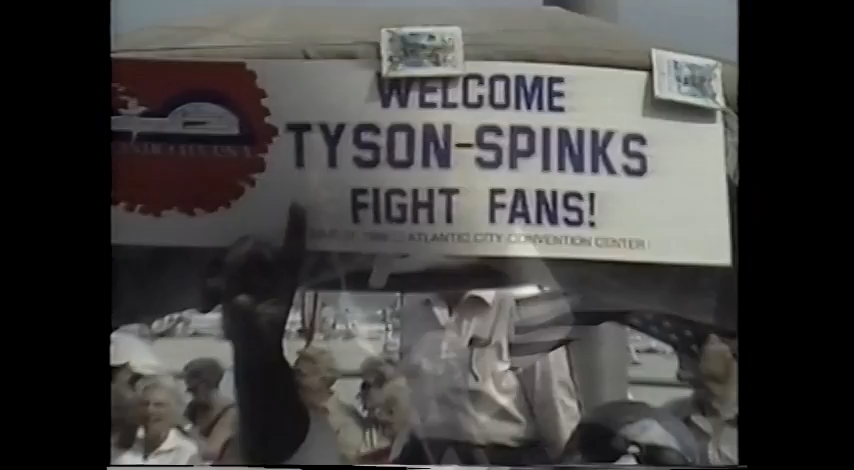 WELCOME
TYSON-SPINKS
FIGHT FANS!
ATLANTIC CITY CONVENTION CENTER